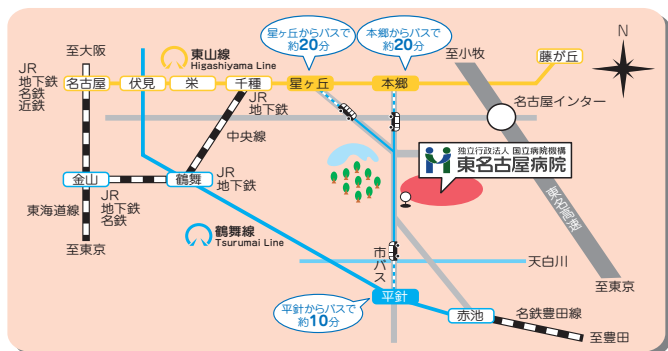 星ヶ丘からバスで
約20分
本郷からバスで
約20分
N
至大阪
東山線
Higashiyama Line
至小牧
藤が丘
JR
地下鉄
名鉄
近鉄
名古屋
伏見
栄
千種
星ヶ丘
本郷
JR
地下鉄
名古屋インター
中央線
独立行政法人 国立病院機構
東名古屋病院
金山
鶴舞
JR
地下鉄
東海道線
JR
地下鉄
名鉄
東名高速
鶴舞線
Tsurumai Line
至東京
市バス
天白川
至東京
平針からバスで
約10分
平針
赤池
名鉄豊田線
至豊田